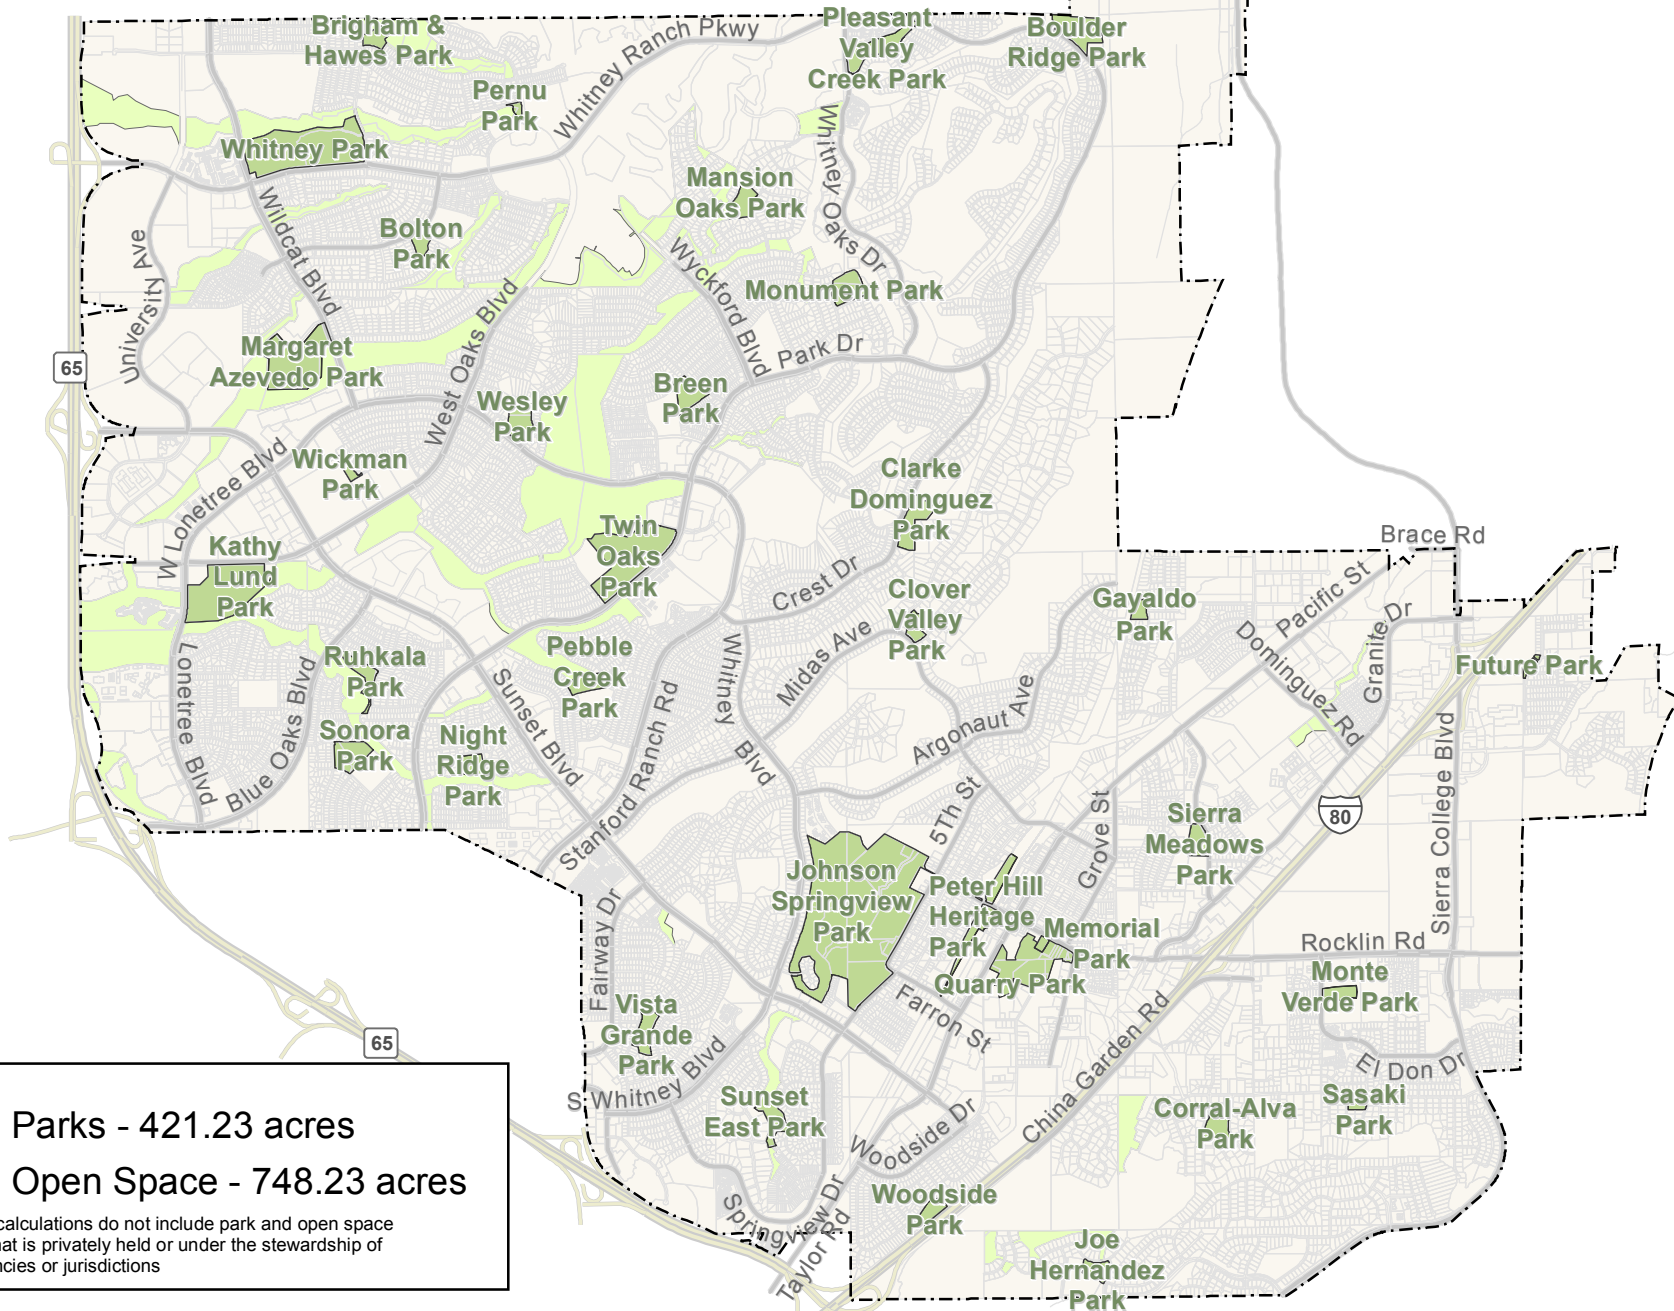 Brigham &
Hawes Park
Pleasant
Valley
Creek Park
Boulder
Ridge Park
Whitney Ranch Pkwy
Pernu
Park
Whitney Park
Whitney Oaks Dr
Mansion
Oaks Park
Wildcat Blvd
Bolton
Park
University Ave
Wyckford Blvd
Monument Park
West Oaks Blvd
Margaret
Azevedo Park
Park Dr
65
Breen
Park
Wesley
Park
W Lonetree Blvd
Wickman
Park
Clarke
Dominguez
Park
Twin
Oaks
Park
Brace Rd
Kathy
Lund
Park
Crest Dr
Clover
Valley
Park
Gayaldo
Park
Pacific St
Dominguez Rd
Granite Dr
Future Park
Midas Ave
Whitney Blvd
Lonetree Blvd
Ruhkala
Park
Pebble
Creek
Park
Sunset Blvd
Blue Oaks Blvd
Stanford Ranch Rd
Argonaut Ave
Sonora
Park
Night
Ridge
Park
Sierra College Blvd
5Th St
Grove St
Sierra
Meadows
Park
80
Johnson
Springview
Park
Peter Hill
Heritage
Park
Memorial
Park
Quarry Park
Rocklin Rd
Fairway Dr
Monte
Verde Park
Farron St
Vista
Grande
Park
China Garden Rd
65
El Don Dr
S Whitney Blvd
Sunset
East Park
Woodside Dr
Corral-Alva
Park
Sasaki
Park
Parks - 421.23 acres
Open Space - 748.23 acres
calculations do not include park and open space
hat is privately held or under the stewardship of
ncies or jurisdictions
Springview Dr
Taylor Rd
Woodside
Park
Joe
Hernandez
Park